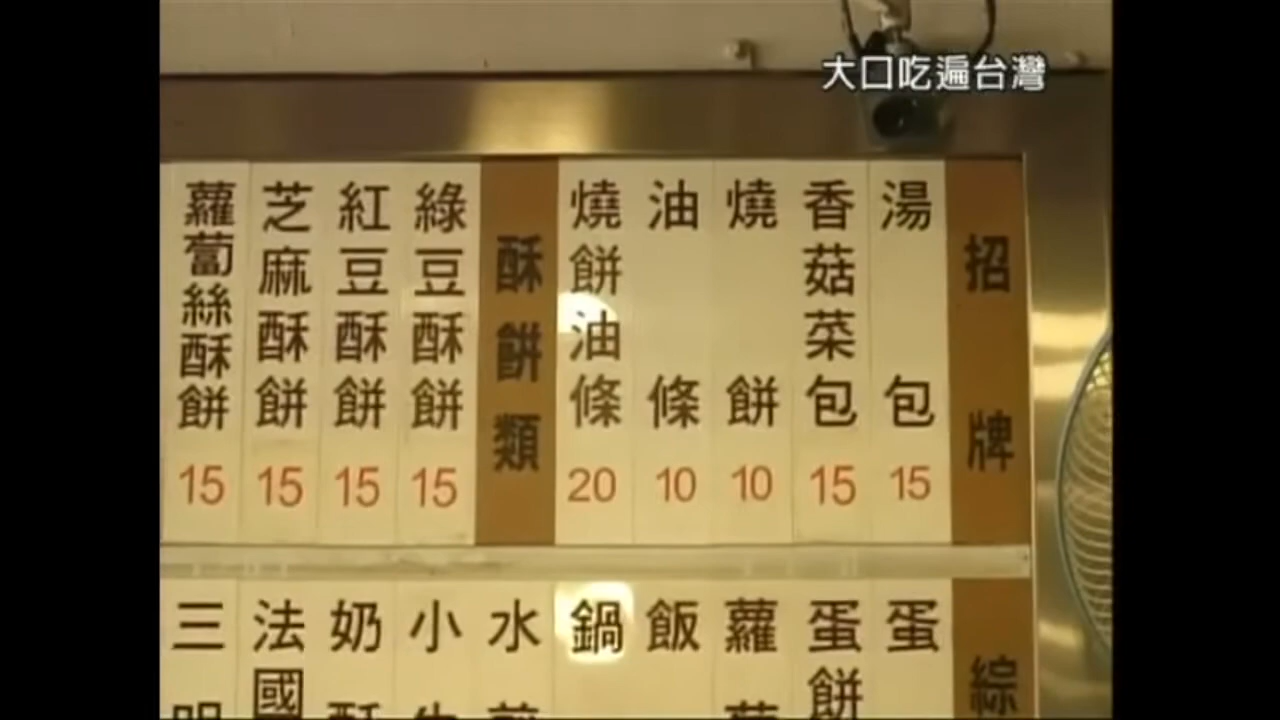 大口吃遍台灣
招牌
湯包 15
香菇菜包 15
燒餅 10
油條 10
燒餅油條 20
酥餅類
綠豆酥餅 15
紅豆酥餅 15
芝麻酥餅 15
蘿蔔絲酥餅 15
綜
蛋
蛋餅
蘿
飯
鍋
水
小
奶
法國
三